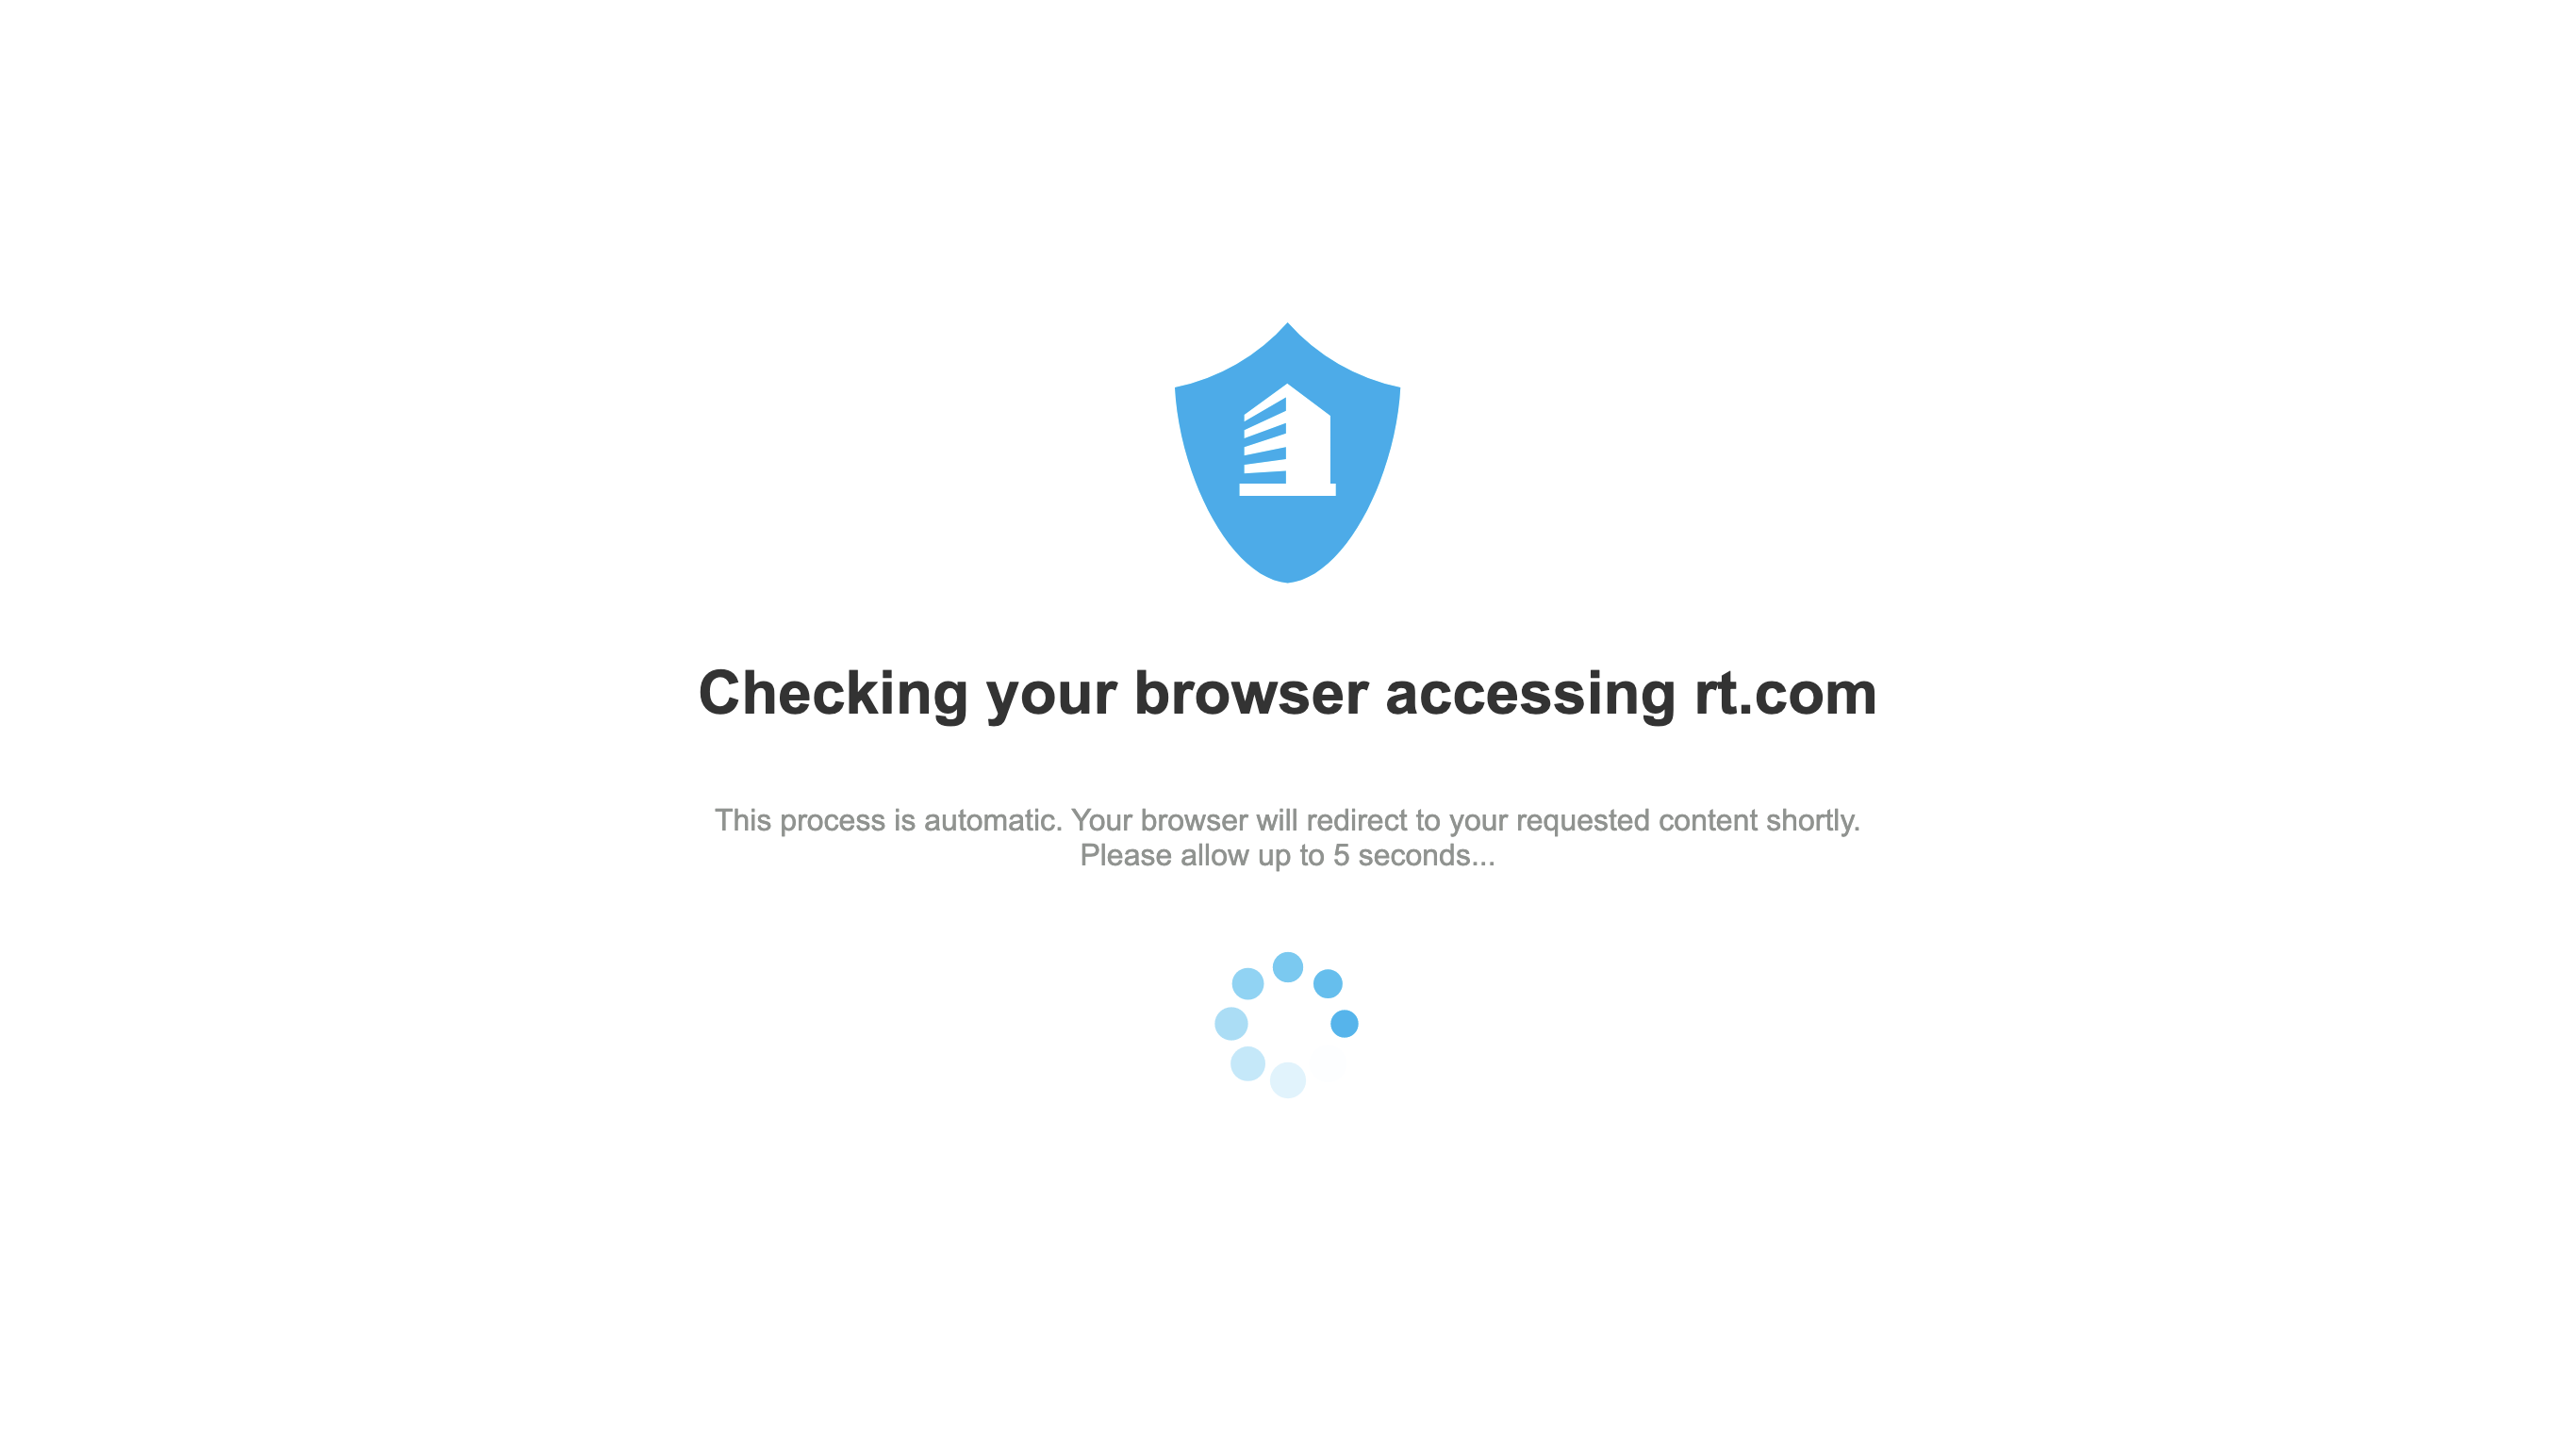 Checking your browser accessing rt.com
This process is automatic. Your browser will redirect to your requested content shortly.
Please allow up to 5 seconds...